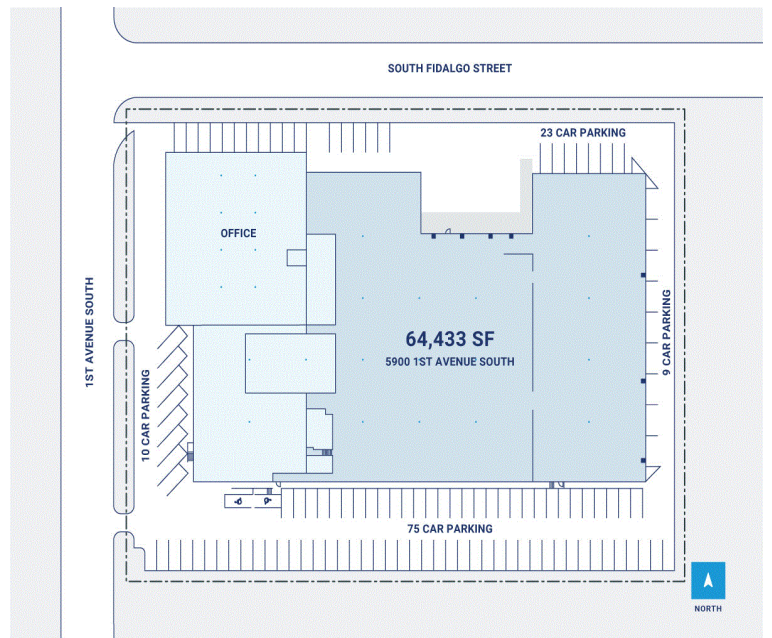 SOUTH FIDALGO STREET
23 CAR PARKING
OFFICE
1ST AVENUE SOUTH
64,433 SF
5900 1ST AVENUE SOUTH
9 CAR PARKING
10 CAR PARKING
75 CAR PARKING
NORTH